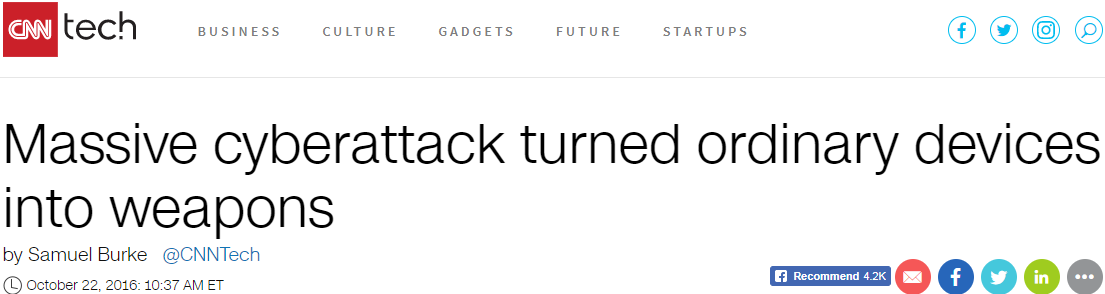 CNN tech BUSINESS CULTURE GADGETS FUTURE STARTUPS
Massive cyberattack turned ordinary devices
into weapons
by Samuel Burke @CNNTech
October 22, 2016: 10:37 AM ET
Recommend 4.2K